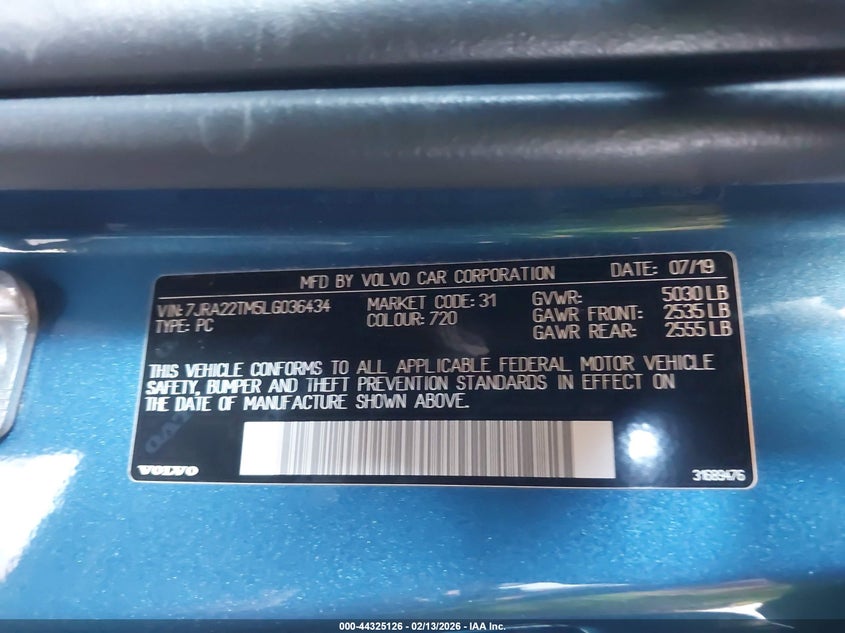 MFD BY VOLVO CAR CORPORATION DATE: 07/19
VIN: 7JRA22TM5LG036434 MARKET CODE: 31 GVWR: 5030 LB
TYPE: PC COLOUR: 720 GAWR FRONT: 2535 LB
GAWR REAR: 2555 LB
THIS VEHICLE CONFORMS TO ALL APPLICABLE FEDERAL MOTOR VEHICLE
SAFETY, BUMPER AND THEFT PREVENTION STANDARDS IN EFFECT ON
THE DATE OF MANUFACTURE SHOWN ABOVE.
VOLVO
31689476
000-44325126 - 02/13/2026 - IAA Inc.